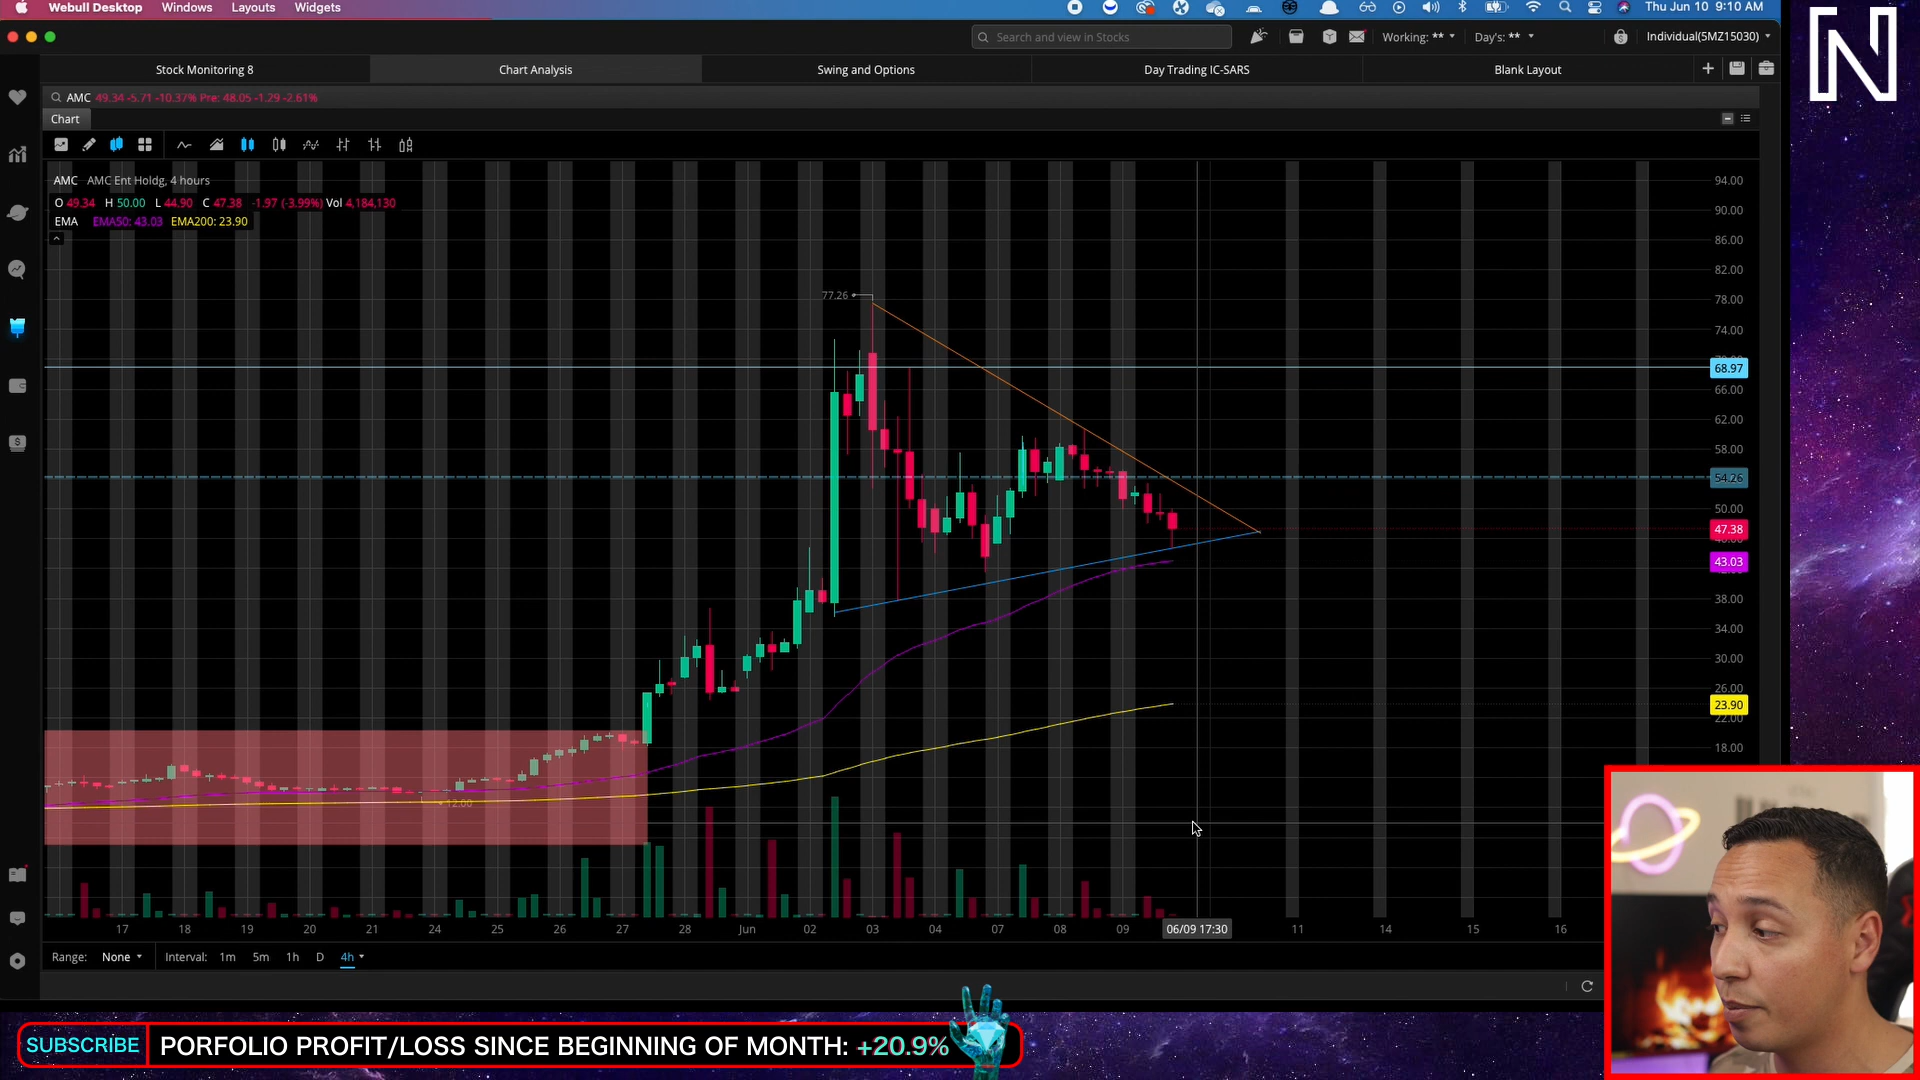 Webull Desktop Windows Layouts Widgets Thu Jun 10 9:10 AM
Search and view in Stocks Working: ** Day's: ** Individual(5MZ15030)
Stock Monitoring 8 Chart Analysis Swing and Options Day Trading IC-SARS Blank Layout
AMC 49.34 -5.71 -10.37% Pre: 48.05 -1.29 -2.61%
Chart
AMC AMC Ent Holdg, 4 hours
O 49.34 H 50.00 L 44.90 C 47.38 -1.97 (-3.99%) Vol 4,184,130
EMA EMA50: 43.03 EMA200: 23.90
94.00
90.00
86.00
82.00
77.26
78.00
74.00
68.97
66.00
62.00
58.00
54.26
50.00
47.38
43.03
38.00
34.00
30.00
26.00
23.90
22.00
18.00
12.00
17 18 19 20 21 24 25 26 27 28 Jun 02 03 04 07 08 09 06/09 17:30 11 14 15 16
Range: None Interval: 1m 5m 1h D 4h
SUBSCRIBE PORFOLIO PROFIT/LOSS SINCE BEGINNING OF MONTH: +20.9%
N